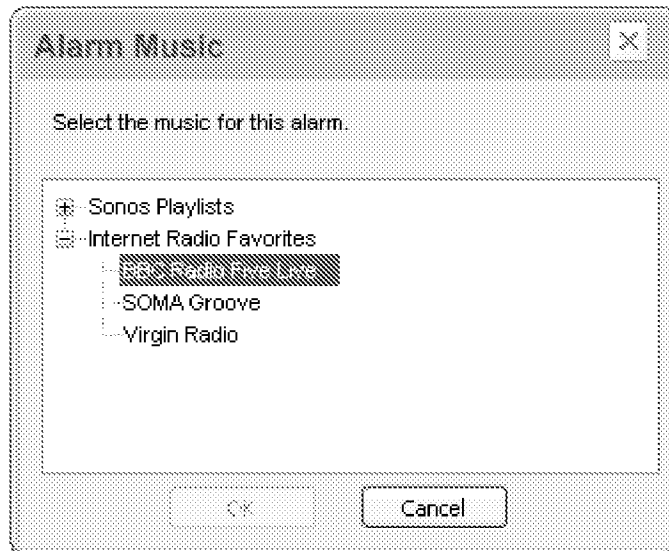 Alarm Music
Select the music for this alarm.
Sonos Playlists
Internet Radio Favorites
BBC Radio Five Live
SOMA Groove
Virgin Radio
OK Cancel